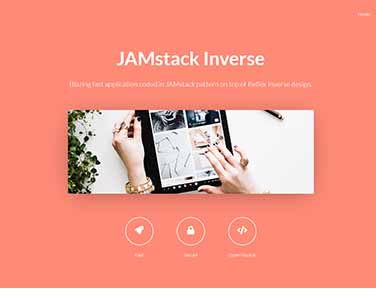 Home
JAMstack Inverse
Blazing fast application coded in JAMstack pattern on top of Reflex Inverse design.
Fast
Secure
Open Source